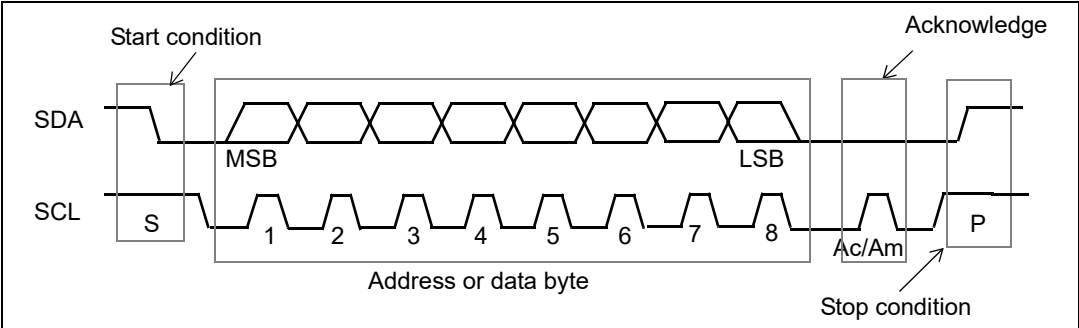 Start condition
Acknowledge
SDA
MSB
LSB
SCL
S
1
2
3
4
5
6
7
8
Ac/Am
P
Address or data byte
Stop condition